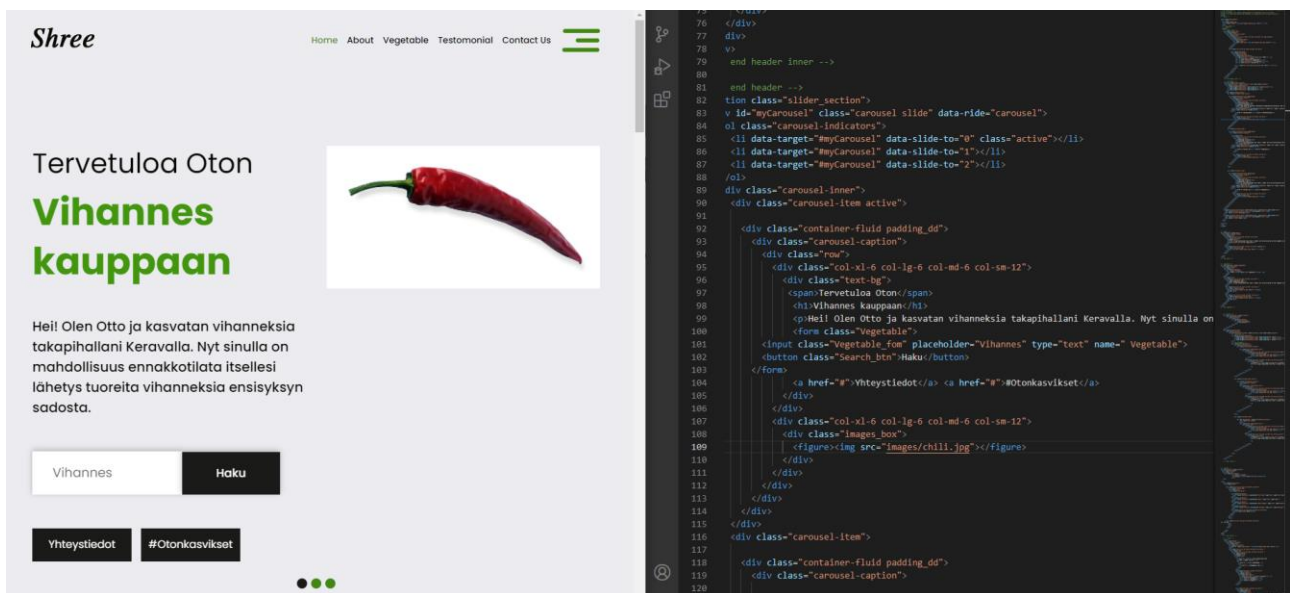 Shree
Home About Vegetable Testomonial Contact Us
Tervetuloa Oton
Vihannes
kauppaan
Hei! Olen Otto ja kasvatan vihanneksia
takapihallani Keravalla. Nyt sinulla on
mahdollisuus ennakkotilata itsellesi
lähetys tuoreita vihanneksia ensisyksyn
sadosta.
Vihannes Haku
Yhteystiedot #Otonkasvikset
76 </div>
77 div>
78 v>
79 end header inner -->
80
81 end header -->
82 tion class="slider_section">
83 v id="myCarousel" class="carousel slide" data-ride="carousel">
84 ol class="carousel-indicators">
85 <li data-target="#myCarousel" data-slide-to="0" class="active"></li>
86 <li data-target="#myCarousel" data-slide-to="1"></li>
87 <li data-target="#myCarousel" data-slide-to="2"></li>
88 /ol>
89 div class="carousel-inner">
90 <div class="carousel-item active">
91
92 <div class="container-fluid padding_dd">
93 <div class="carousel-caption">
94 <div class="row">
95 <div class="col-xl-6 col-lg-6 col-md-6 col-sm-12">
96 <div class="text-bg">
97 <span>Tervetuloa Oton</span>
98 <h1>Vihannes kauppaan</h1>
99 <p>Hei! Olen Otto ja kasvatan vihanneksia takapihallani Keravalla. Nyt sinulla on
100 <form class="Vegetable">
101 <input class="Vegetable_fom" placeholder="Vihannes" type="text" name=" Vegetable">
102 <button class="Search_btn">Haku</button>
103 </form>
104 <a href="#">Yhteystiedot</a> <a href="#">#Otonkasvikset</a>
105 </div>
106 </div>
107 <div class="col-xl-6 col-lg-6 col-md-6 col-sm-12">
108 <div class="images_box">
109 <figure><img src="images/chili.jpg"></figure>
110 </div>
111 </div>
112 </div>
113 </div>
114 </div>
115 </div>
116 <div class="carousel-item">
117
118 <div class="container-fluid padding_dd">
119 <div class="carousel-caption">
120